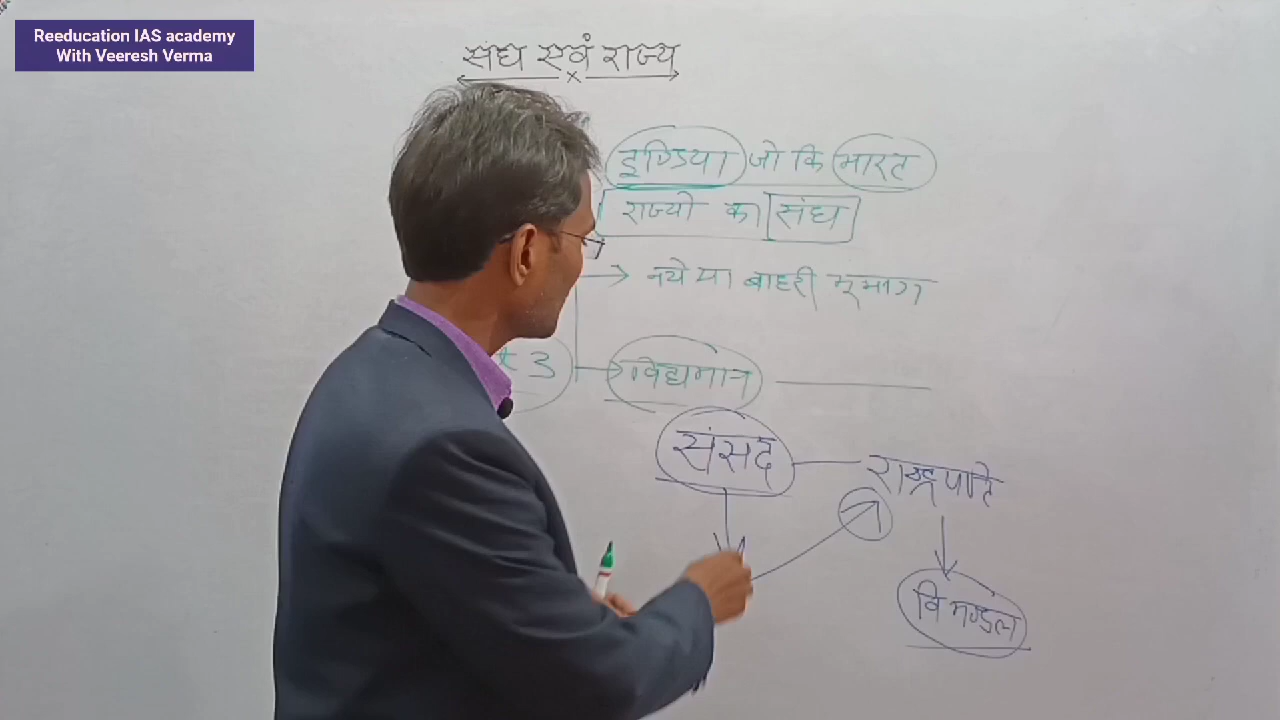 Reeducation IAS academy
With Veeresh Verma
संघ एवं राज्य
इण्डिया जो कि भारत
राज्यो का संघ
नये या बाहरी भूभाग
3 विद्यमान
संसद राष्ट्रपति
वि मण्डल